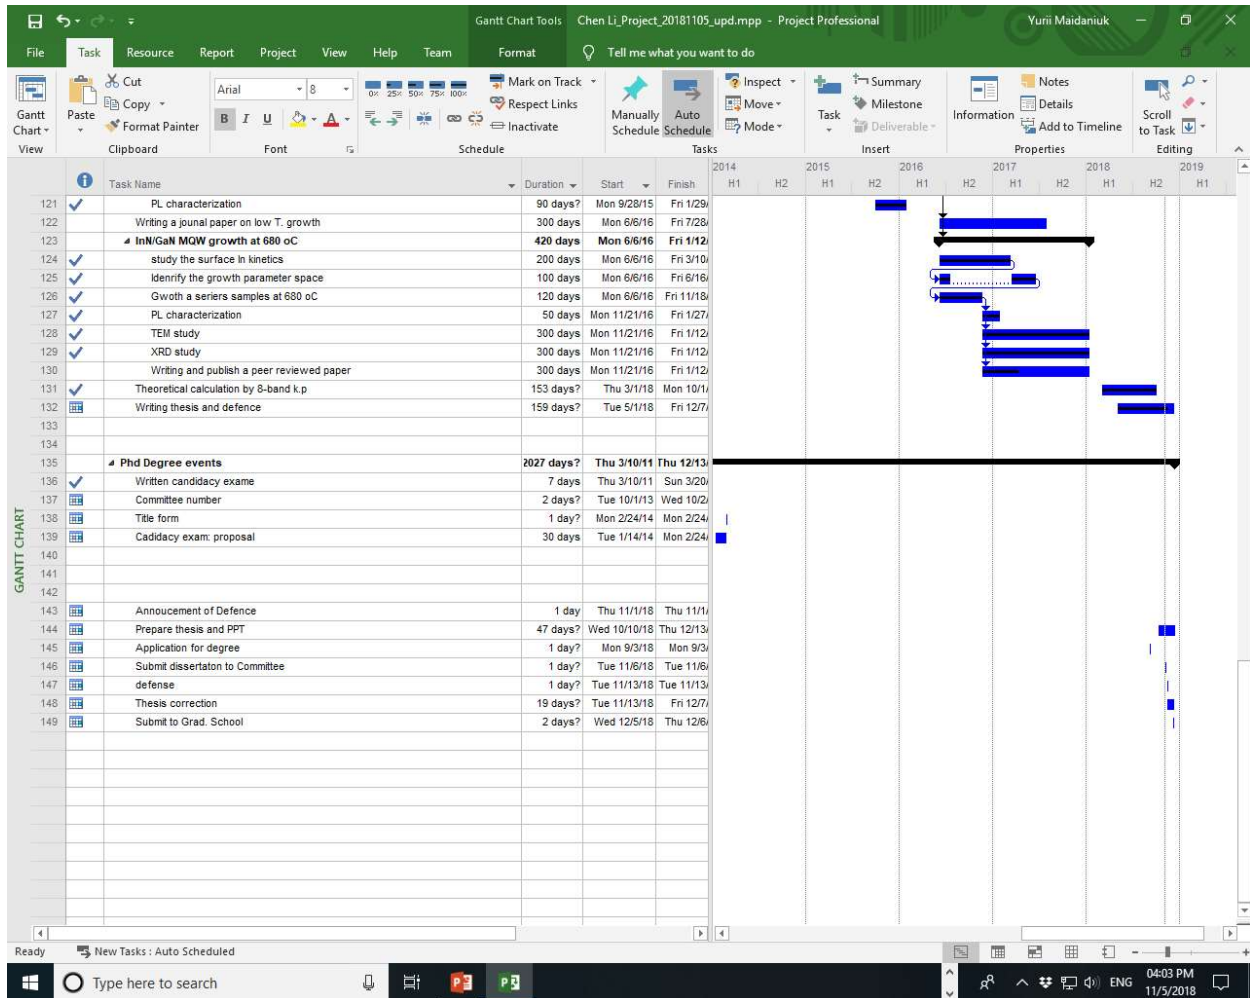 Gantt Chart Tools Chen Li_Project_20181105_upd.mpp - Project Professional Yurii Maidaniuk
File Task Resource Report Project View Help Team Format Tell me what you want to do
Gantt Chart
Paste
Cut
Copy
Format Painter
Arial 8
B I U A
0% 25% 50% 75% 100%
Mark on Track
Respect Links
Inactivate
Manually Schedule
Auto Schedule
Inspect
Move
Mode
Task
Summary
Milestone
Deliverable
Information
Notes
Details
Add to Timeline
Scroll to Task
View Clipboard Font Schedule Tasks Insert Properties Editing
2014 2015 2016 2017 2018 2019
Task Name Duration Start Finish H1 H2 H1 H2 H1 H2 H1 H2 H1 H2 H1
121 PL characterization 90 days? Mon 9/28/15 Fri 1/29/
122 Writing a jounal paper on low T. growth 300 days Mon 6/6/16 Fri 7/28/
123 InN/GaN MQW growth at 680 oC 420 days Mon 6/6/16 Fri 1/12/
124 study the surface In kinetics 200 days Mon 6/6/16 Fri 3/10/
125 Idenrify the growth parameter space 100 days Mon 6/6/16 Fri 6/16/
126 Gwoth a seriers samples at 680 oC 120 days Mon 6/6/16 Fri 11/18/
127 PL characterization 50 days Mon 11/21/16 Fri 1/27/
128 TEM study 300 days Mon 11/21/16 Fri 1/12/
129 XRD study 300 days Mon 11/21/16 Fri 1/12/
130 Writing and publish a peer reviewed paper 300 days Mon 11/21/16 Fri 1/12/
131 Theoretical calculation by 8-band k.p 153 days? Thu 3/1/18 Mon 10/1/
132 Writing thesis and defence 159 days? Tue 5/1/18 Fri 12/7/
133
134
135 Phd Degree events 2027 days? Thu 3/10/11 Thu 12/13/
136 Written candidacy exame 7 days Thu 3/10/11 Sun 3/20/
137 Committee number 2 days? Tue 10/1/13 Wed 10/2/
138 Title form 1 day? Mon 2/24/14 Mon 2/24/
139 Cadidacy exam: proposal 30 days Tue 1/14/14 Mon 2/24/
140
141
142
143 Annoucement of Defence 1 day Thu 11/1/18 Thu 11/1/
144 Prepare thesis and PPT 47 days? Wed 10/10/18 Thu 12/13/
145 Application for degree 1 day? Mon 9/3/18 Mon 9/3/
146 Submit dissertaton to Committee 1 day? Tue 11/6/18 Tue 11/6/
147 defense 1 day? Tue 11/13/18 Tue 11/13/
148 Thesis correction 19 days? Tue 11/13/18 Fri 12/7/
149 Submit to Grad. School 2 days? Wed 12/5/18 Thu 12/6/
GANTT CHART
Ready New Tasks : Auto Scheduled
Type here to search ENG 04:03 PM
11/5/2018